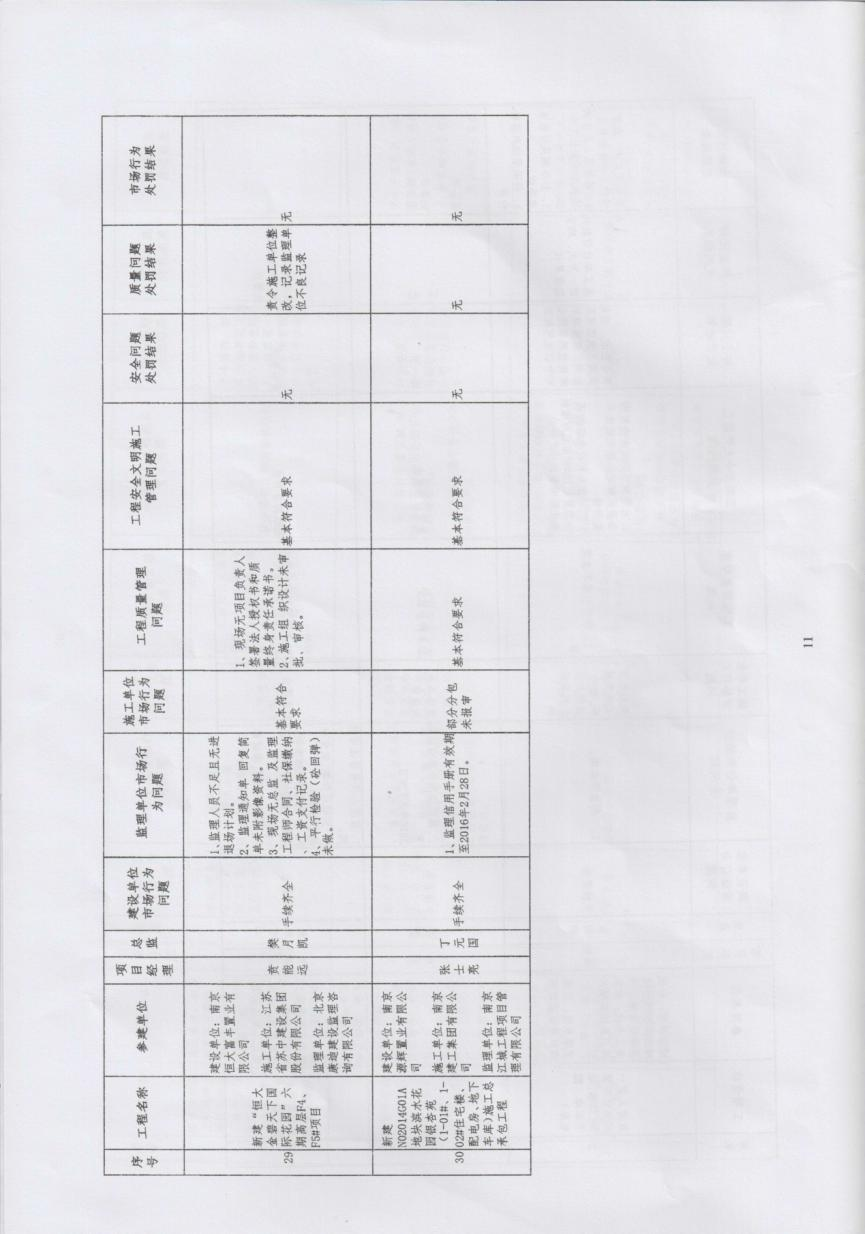 序
号
工程名称
参建单位
项
目
经
理
总
监
建设单位
市场行为
问题
监理单位市场行
为问题
施工单位
市场行为
问题
工程质量管理
问题
工程安全文明施工
管理问题
安全问题
处罚结果
质量问题
处罚结果
市场行为
处罚结果
29
新建“恒大
金碧天下国
际花园”六
期高层F4、
F5#项目
建设单位：南京
恒大富丰置业有
限公司
施工单位：江苏
省苏中建设集团
股份有限公司
监理单位：北京
康迪建设监理咨
询有限公司
贲
能
远
樊
月
凯
手续齐全
1、监理人员不足且无进
退场计划。
2、监理通知单 回复简
单未附影像资料。
3、现场无总监 及监理
工程师合同、社保缴纳
、工资支付记录。
4、平行检验（砼回弹）
未做。
基本符合
要求
1、 现场无项目负责人
签署法人授权书和质
量终身责任承诺书。
2、施工组 织设计未审
批、审核。
基本符合要求
无
责令施工单位整
改，记录监理单
位不良记录
无
30
新建
NO2014G01A
地块滨水花
园银杏苑
（1-01#、1-
02#住宅楼、
配电房、地下
车库)施工总
承包工程
建设单位：南京
源辉置业有限公
司
施工单位：南京
建工集团有限公
司
监理单位：南京
江城工程项目管
理有限公司
张
士
亮
丁
元
国
手续齐全
1、监理信用手册有效期
至2016年2月28日。
部分分包
未报审
基本符合要求
基本符合要求
无
无
无
11